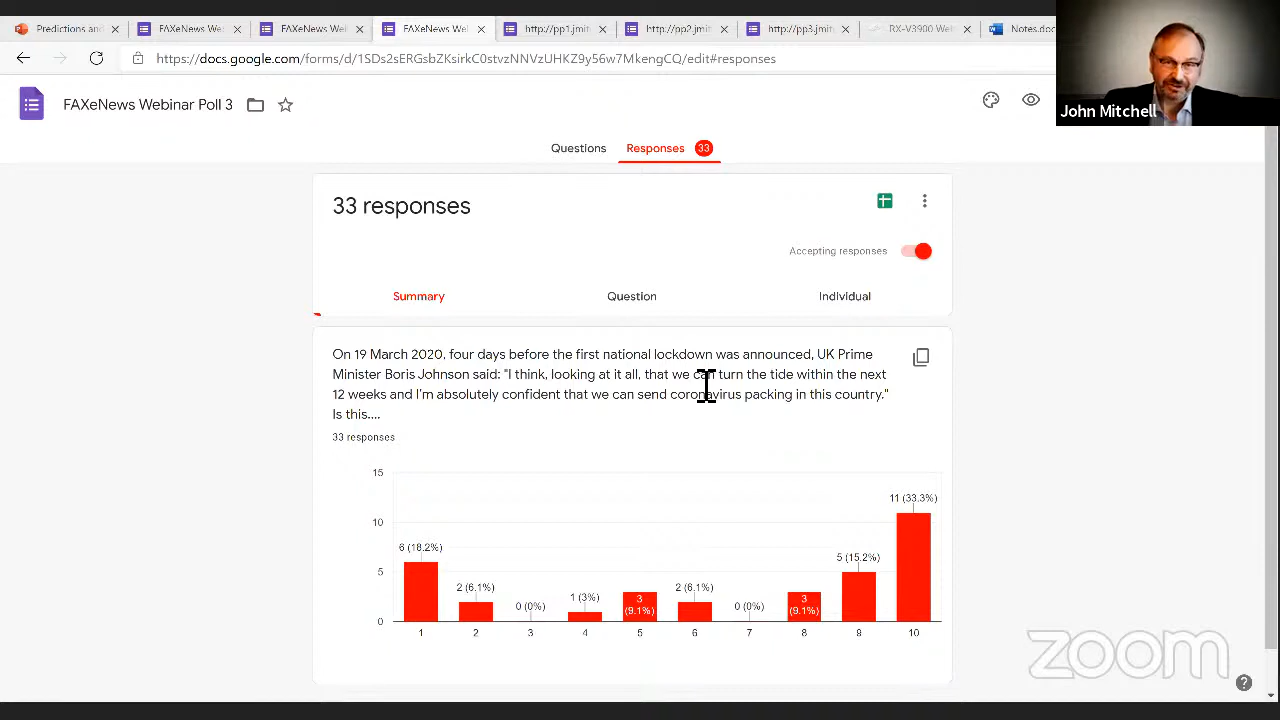 Predictions and
FAXeNews We
FAXeNews Wel
FAXeNews Wel
http://pp1.jmit
http://pp2.jmit
http://pp3.jmit
RX-V3900 Web
Notes.doc
https://docs.google.com/forms/d/1SDs2sERGsbZKsirkC0stvzNNVzUHKZ9y56w7MkengCQ/edit#responses
FAXeNews Webinar Poll 3
John Mitchell
Questions
Responses 33
33 responses
Accepting responses
Summary
Question
Individual
On 19 March 2020, four days before the first national lockdown was announced, UK Prime
Minister Boris Johnson said: "I think, looking at it all, that we can turn the tide within the next
12 weeks and I'm absolutely confident that we can send coronavirus packing in this country."
Is this....
33 responses
15
10
5
0
6 (18.2%)
2 (6.1%)
0 (0%)
1 (3%)
3
(9.1%)
2 (6.1%)
0 (0%)
3
(9.1%)
5 (15.2%)
11 (33.3%)
1 2 3 4 5 6 7 8 9 10
zoom